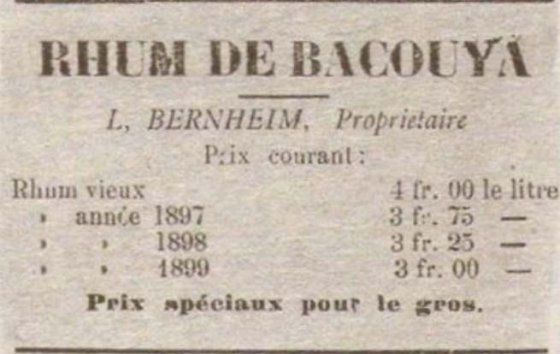 RHUM DE BACOUYA
L, BERNHEIM, Proprietaire
Prix courant:
Rhum vieux 4 fr. 00 le litre
» année 1897 3 fr. 75 —
» » 1898 3 fr. 25 —
» » 1899 3 fr. 00 —
Prix spéciaux pour le gros.